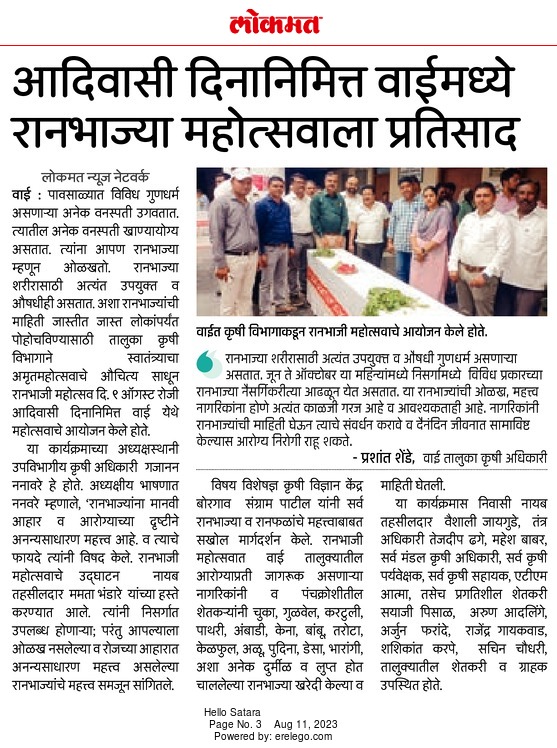 लोकमत
आदिवासी दिनानिमित्त वाईमध्ये
रानभाज्या महोत्सवाला प्रतिसाद
लोकमत न्यूज नेटवर्क
वाई : पावसाळ्यात विविध गुणधर्म
असणाऱ्या अनेक वनस्पती उगवतात.
त्यातील अनेक वनस्पती खाण्यायोग्य
असतात. त्यांना आपण रानभाज्या
म्हणून ओळखतो. रानभाज्या
शरीरासाठी अत्यंत उपयुक्त व
औषधीही असतात. अशा रानभाज्यांची
माहिती जास्तीत जास्त लोकांपर्यंत
पोहोचविण्यासाठी तालुका कृषी
विभागाने स्वातंत्र्याचा
अमृतमहोत्सवाचे औचित्य साधून
रानभाजी महोत्सव दि. ९ ऑगस्ट रोजी
आदिवासी दिनानिमित्त वाई येथे
महोत्सवाचे आयोजन केले होते.
या कार्यक्रमाच्या अध्यक्षस्थानी
उपविभागीय कृषी अधिकारी गजानन
ननावरे हे होते. अध्यक्षीय भाषणात
ननवरे म्हणाले, ‘रानभाज्यांना मानवी
आहार व आरोग्याच्या दृष्टीने
अनन्यसाधारण महत्त्व आहे. व त्याचे
फायदे त्यांनी विषद केले. रानभाजी
महोत्सवाचे उद्घाटन नायब
तहसीलदार ममता भंडारे यांच्या हस्ते
करण्यात आले. त्यांनी निसर्गात
उपलब्ध होणाऱ्या; परंतु आपल्याला
ओळख नसलेल्या व रोजच्या आहारात
अनन्यसाधारण महत्त्व असलेल्या
रानभाज्यांचे महत्त्व समजून सांगितले.
वाईत कृषी विभागाकडून रानभाजी महोत्सवाचे आयोजन केले होते.
रानभाज्या शरीरासाठी अत्यंत उपयुक्त व औषधी गुणधर्म असणाऱ्या
असतात. जून ते ऑक्टोबर या महिन्यांमध्ये निसर्गामध्ये विविध प्रकारच्या
रानभाज्या नैसर्गिकरीत्या आढळून येत असतात. या रानभाज्यांची ओळख, महत्त्व
नागरिकांना होणे अत्यंत काळजी गरज आहे व आवश्यकताही आहे. नागरिकांनी
रानभाज्यांची माहिती घेऊन त्याचे संवर्धन करावे व दैनंदिन जीवनात सामाविष्ट
केल्यास आरोग्य निरोगी राहू शकते.
- प्रशांत शेंडे, वाई तालुका कृषी अधिकारी
विषय विशेषज्ञ कृषी विज्ञान केंद्र
बोरगाव संग्राम पाटील यांनी सर्व
रानभाज्या व रानफळांचे महत्त्वाबाबत
सखोल मार्गदर्शन केले. रानभाजी
महोत्सवात वाई तालुक्यातील
आरोग्याप्रती जागरूक असणाऱ्या
नागरिकांनी व पंचक्रोशीतील
शेतकऱ्यांनी चुका, गुळवेल, करटुली,
पाथरी, अंबाडी, केना, बांबू, तरोटा,
केळफुल, अळू, पुदिना, डेसा, भारांगी,
अशा अनेक दुर्मीळ व लुप्त होत
चाललेल्या रानभाज्या खरेदी केल्या व
माहिती घेतली.
या कार्यक्रमास निवासी नायब
तहसीलदार वैशाली जायगुडे, तंत्र
अधिकारी तेजदीप ढगे, महेश बाबर,
सर्व मंडल कृषी अधिकारी, सर्व कृषी
पर्यवेक्षक, सर्व कृषी सहायक, एटीएम
आत्मा, तसेच प्रगतिशील शेतकरी
सयाजी पिसाळ, अरुण आदलिंगे,
अर्जुन फरांदे, राजेंद्र गायकवाड,
शशिकांत करपे, सचिन चौधरी,
तालुक्यातील शेतकरी व ग्राहक
उपस्थित होते.
Hello Satara
Page No. 3 Aug 11, 2023
Powered by: erelego.com